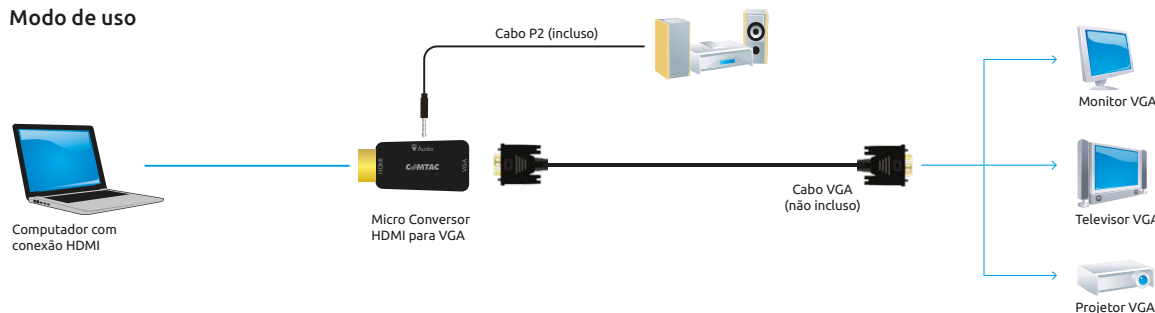 Modo de uso
Cabo P2 (incluso)
Monitor VGA
Audio
HDMI
COMTAC
VGA
Cabo VGA
(não incluso)
Televisor VGA
Computador com
conexão HDMI
Micro Conversor
HDMI para VGA
Projetor VGA